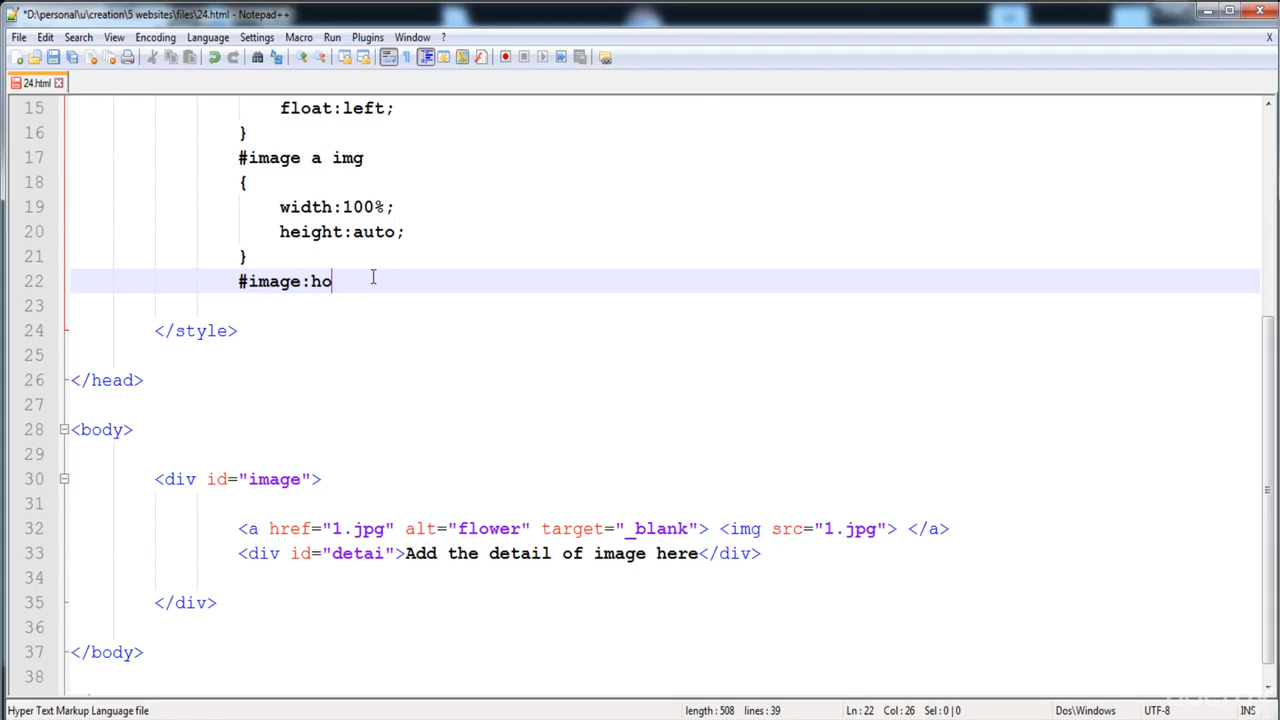 *D:\personal\u\creation\5 websites\files\24.html - Notepad++
File Edit Search View Encoding Language Settings Macro Run Plugins Window ? X
24.html
15 float:left;
16 }
17 #image a img
18 {
19 width:100%;
20 height:auto;
21 }
22 #image:ho
23
24 </style>
25
26 </head>
27
28 <body>
29
30 <div id="image">
31
32 <a href="1.jpg" alt="flower" target="_blank"> <img src="1.jpg"> </a>
33 <div id="detai">Add the detail of image here</div>
34
35 </div>
36
37 </body>
38
Hyper Text Markup Language file length : 508 lines : 39 Ln : 22 Col : 26 Sel : 0 | 0 Dos\Windows UTF-8 INS